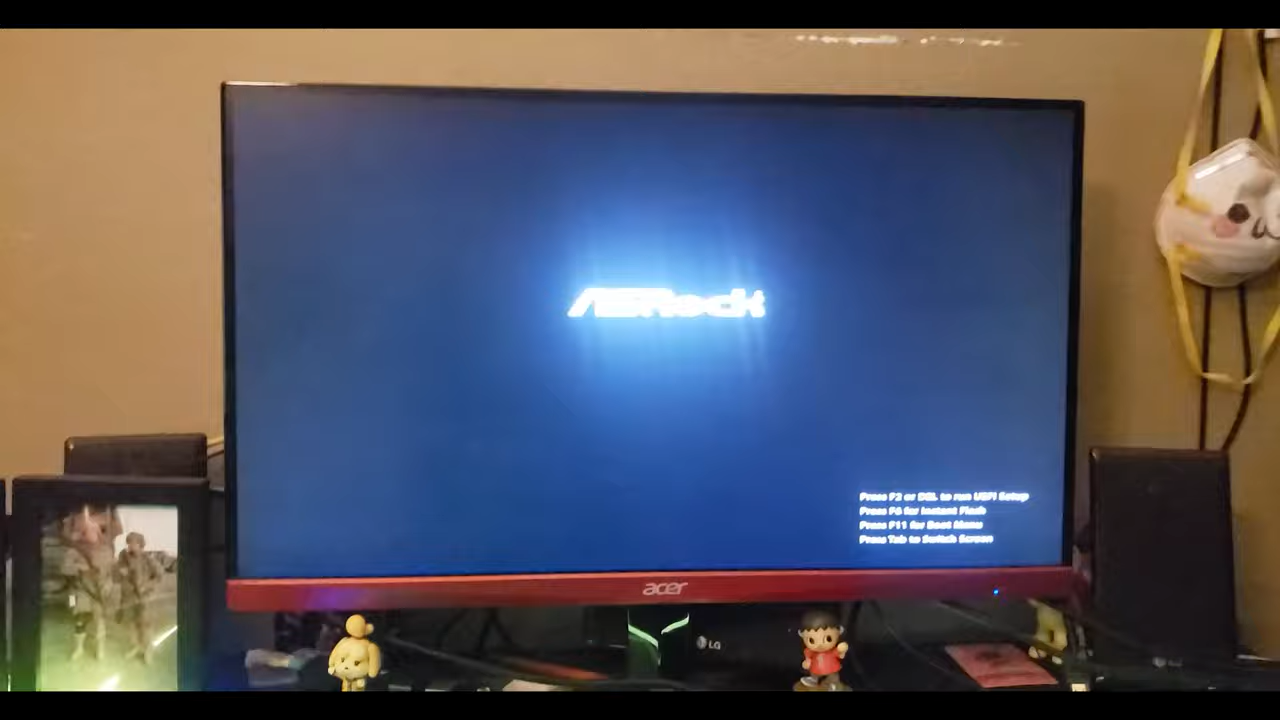 ASRock
Press F2 or DEL to run UEFI Setup
Press F6 for Instant Flash
Press F11 for Boot Menu
Press Tab to Switch Screen
acer
LG
LG